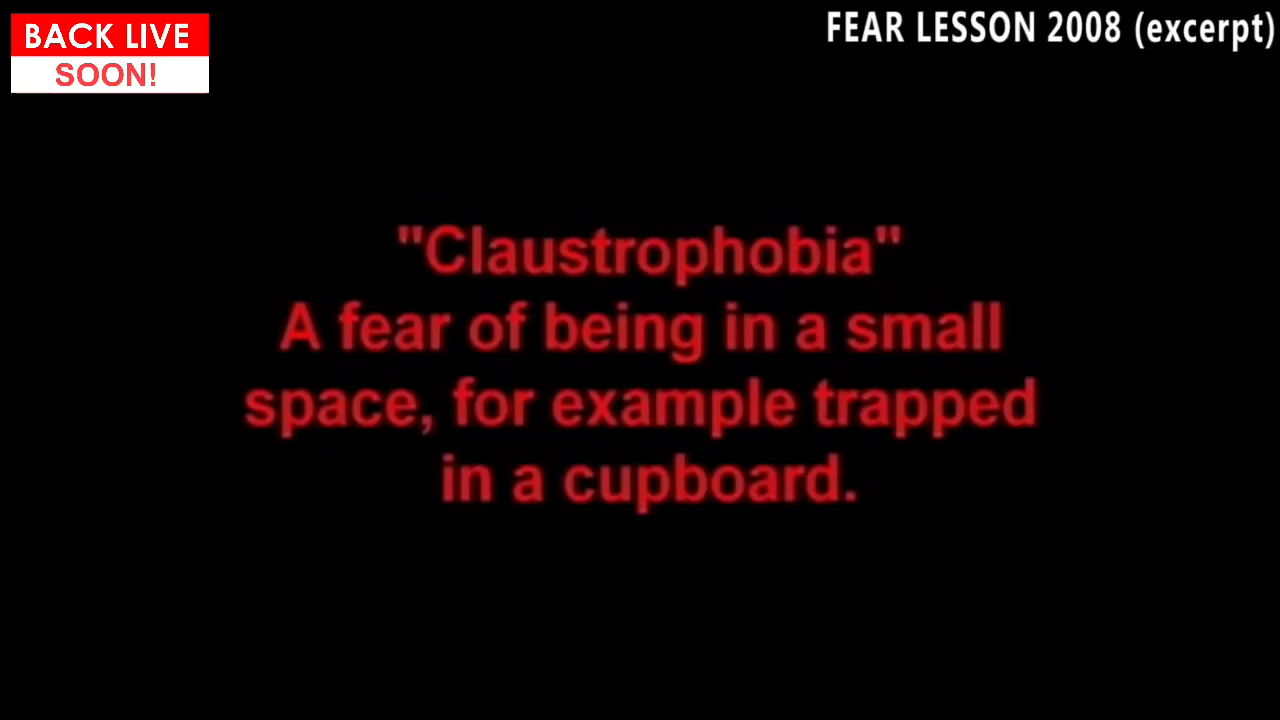 BACK LIVE
SOON!
FEAR LESSON 2008 (excerpt)
"Claustrophobia"
A fear of being in a small
space, for example trapped
in a cupboard.